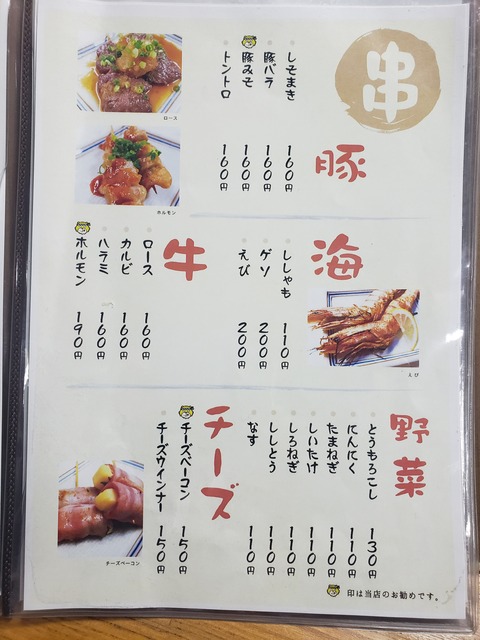 串
豚
しそまき 160円
豚バラ 160円
豚みそ 160円
トントロ 160円
ロース
ホルモン
海
ししゃも 110円
ゲソ 200円
えび 200円
えび
牛
ロース 160円
カルビ 160円
ハラミ 160円
ホルモン 190円
野菜
とうもろこし 130円
にんにく 110円
たまねぎ 110円
しいたけ 110円
しろねぎ 110円
ししとう 110円
なす 110円
チーズ
チーズベーコン 150円
チーズウインナー 150円
チーズベーコン
印は当店のお勧めです。